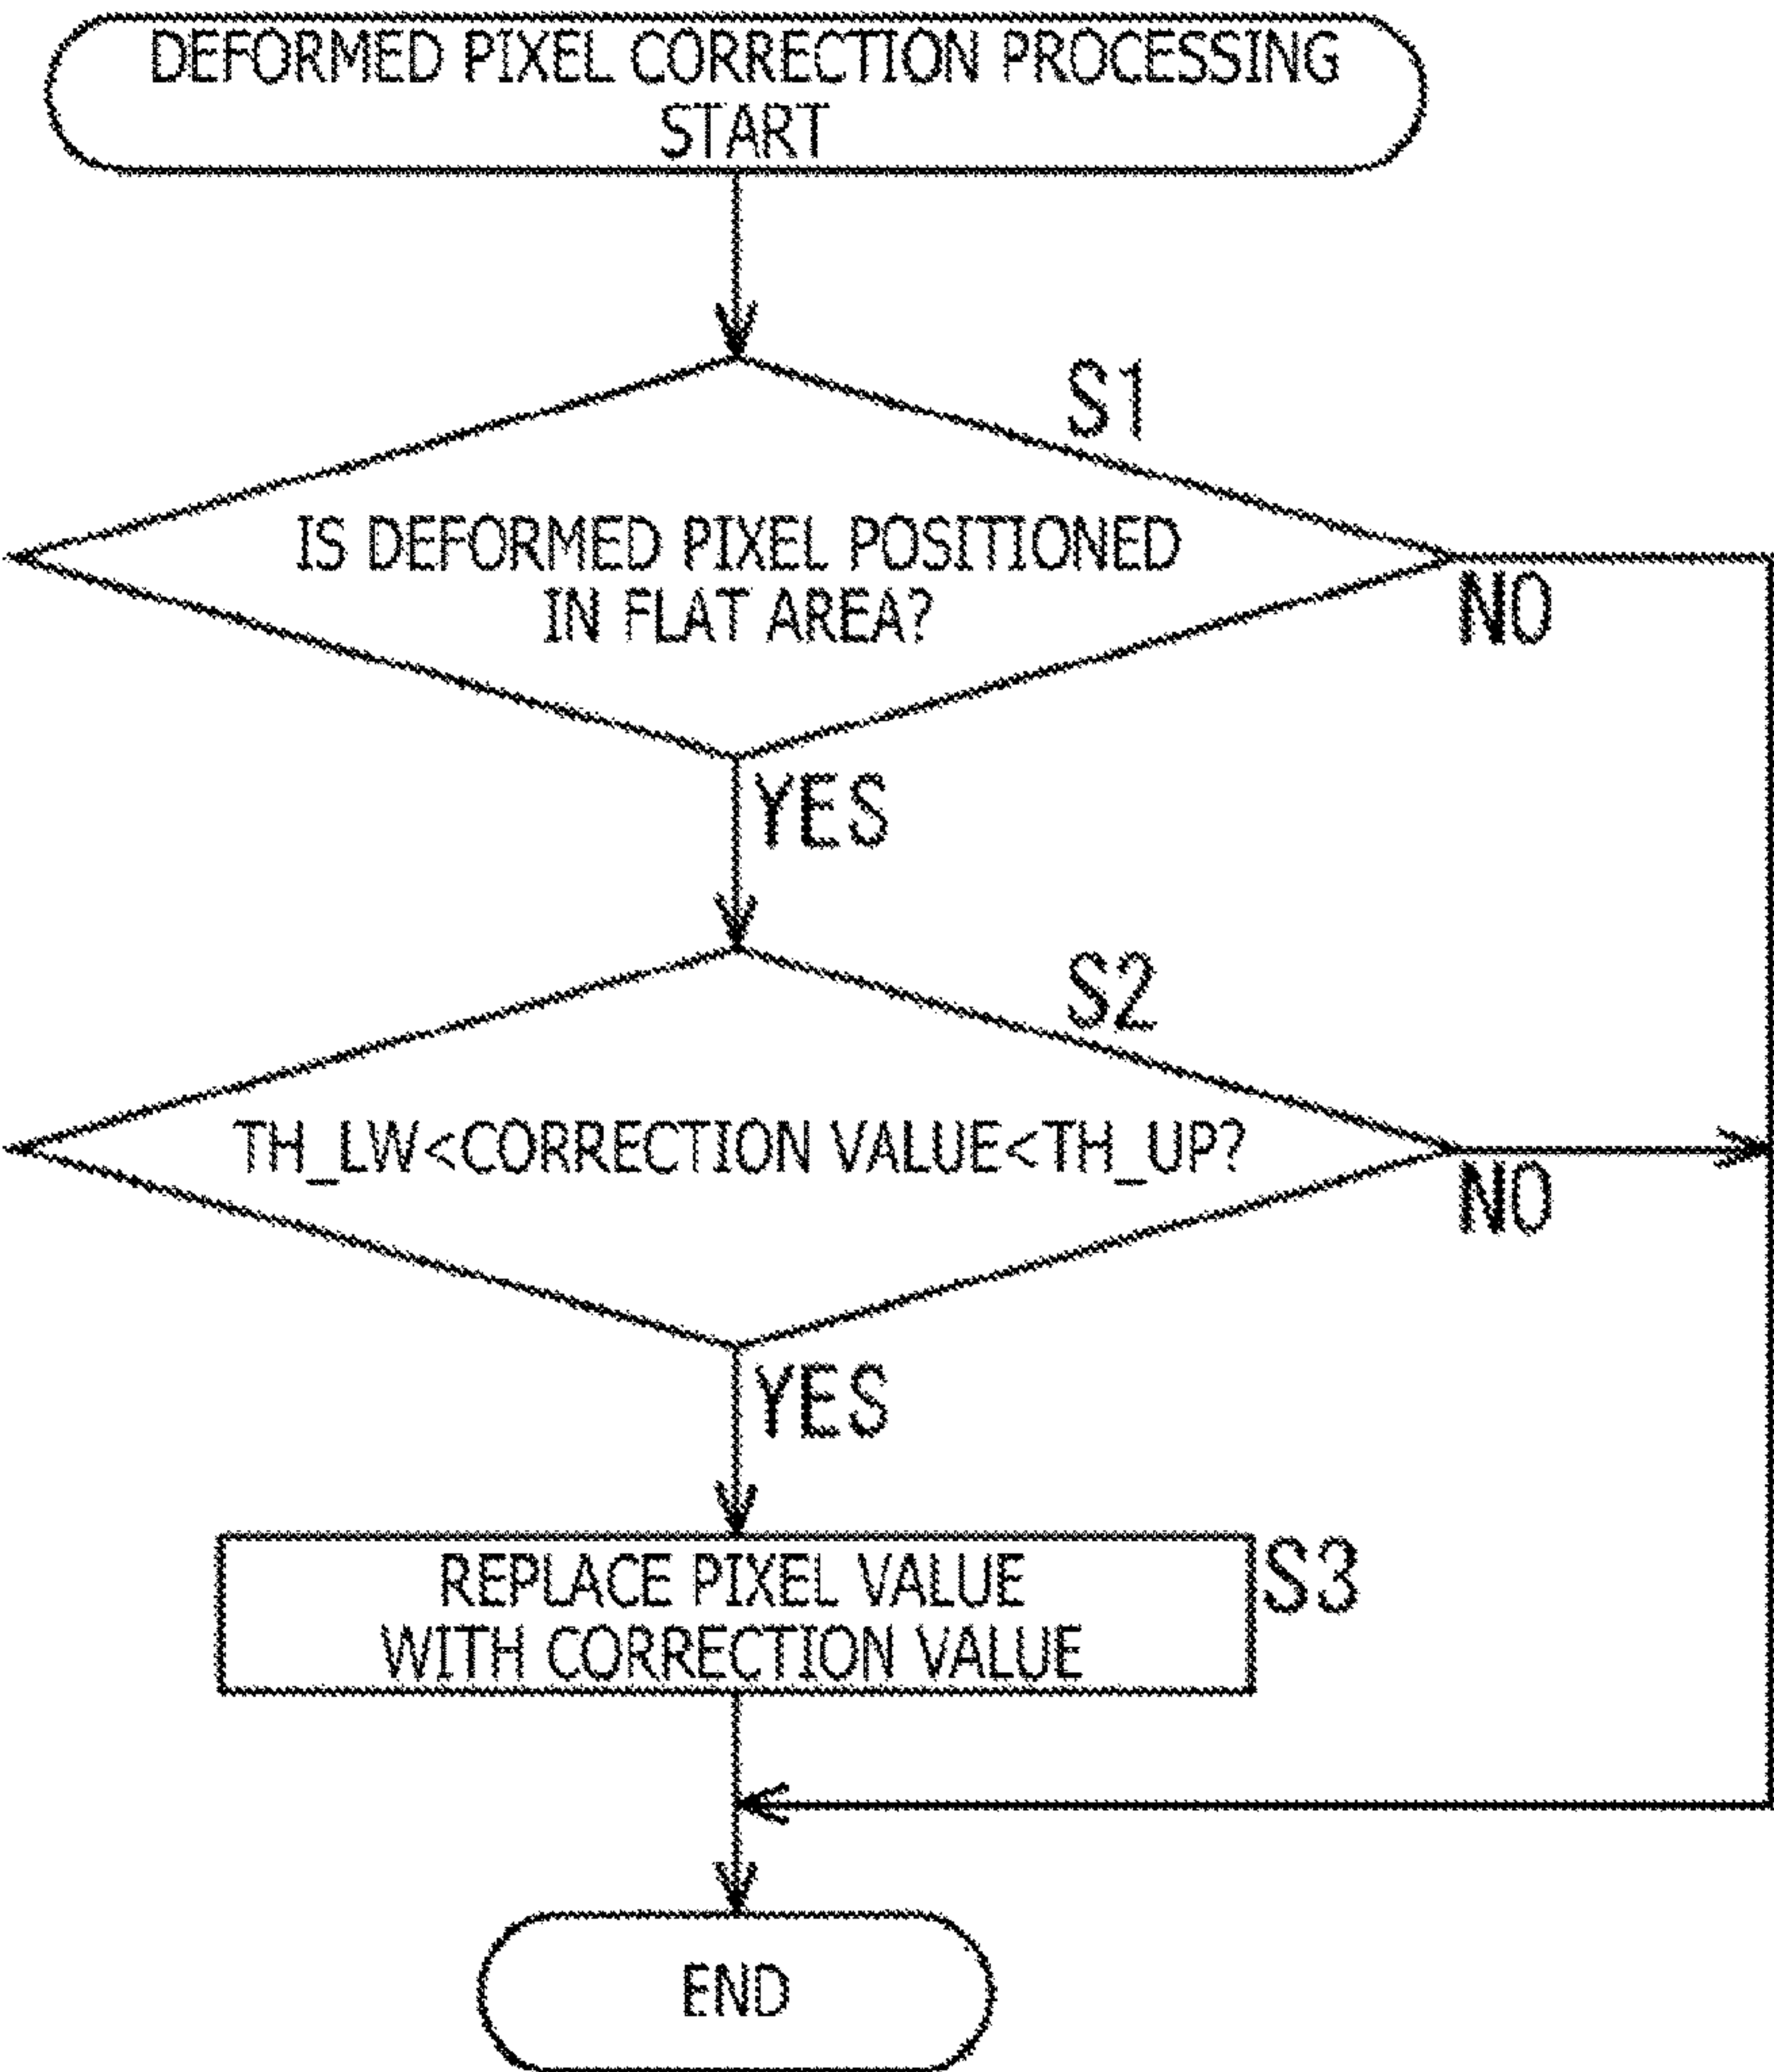 DEFORMED PIXEL CORRECTION PROCESSING
START
S1
IS DEFORMED PIXEL POSITIONED
IN FLAT AREA?
NO
YES
S2
TH_LW<CORRECTION VALUE<TH_UP?
NO
YES
REPLACE PIXEL VALUE
WITH CORRECTION VALUE
S3
END